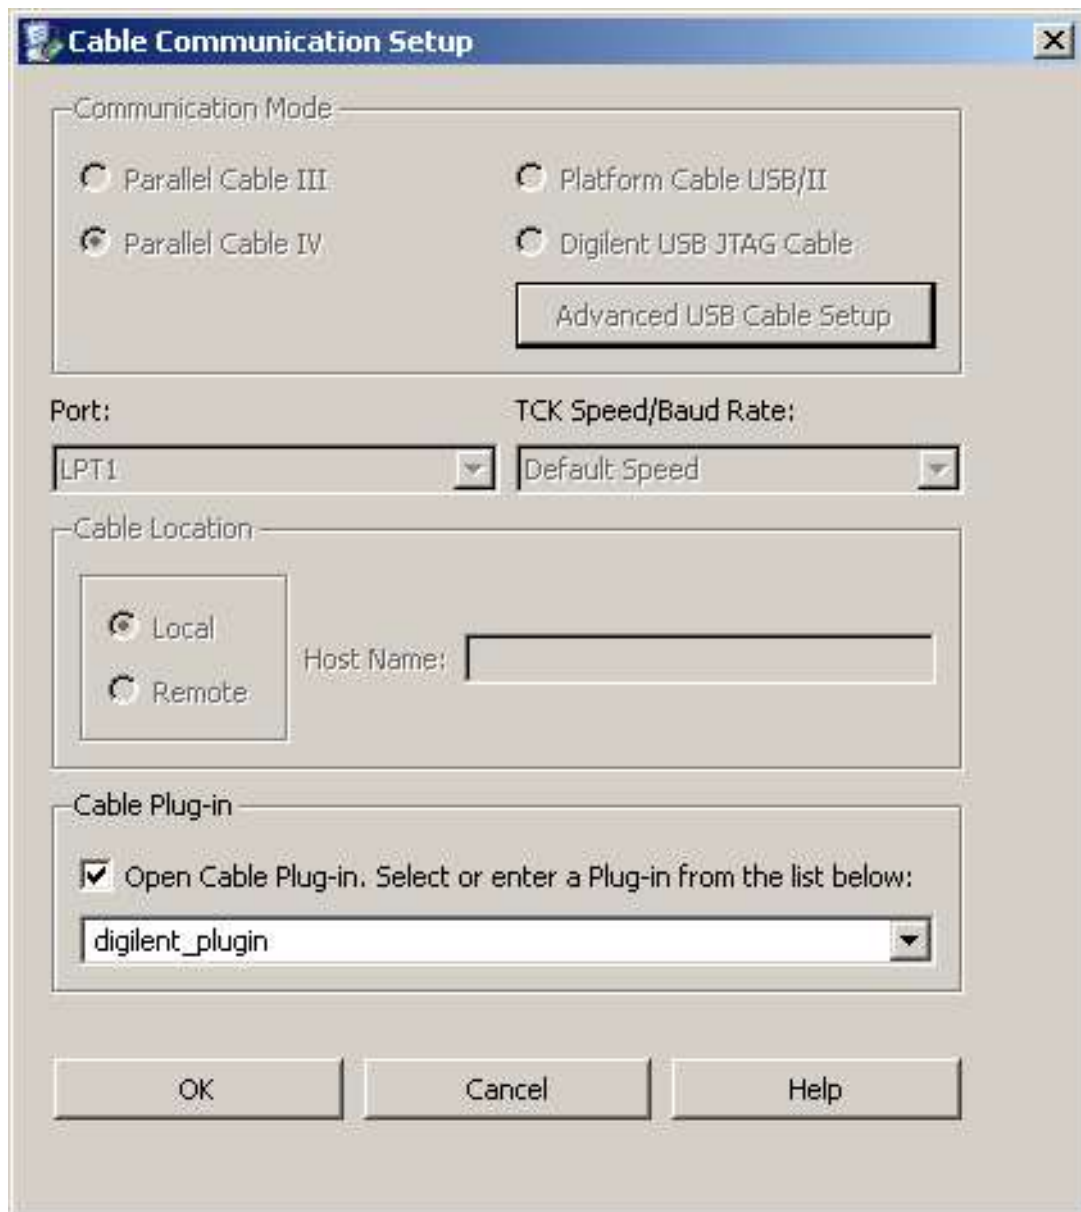 Cable Communication Setup
Communication Mode
Parallel Cable III
Platform Cable USB/II
Parallel Cable IV
Digilent USB JTAG Cable
Advanced USB Cable Setup
Port:
TCK Speed/Baud Rate:
LPT1
Default Speed
Cable Location
Local
Host Name:
Remote
Cable Plug-in
Open Cable Plug-in. Select or enter a Plug-in from the list below:
digilent_plugin
OK
Cancel
Help